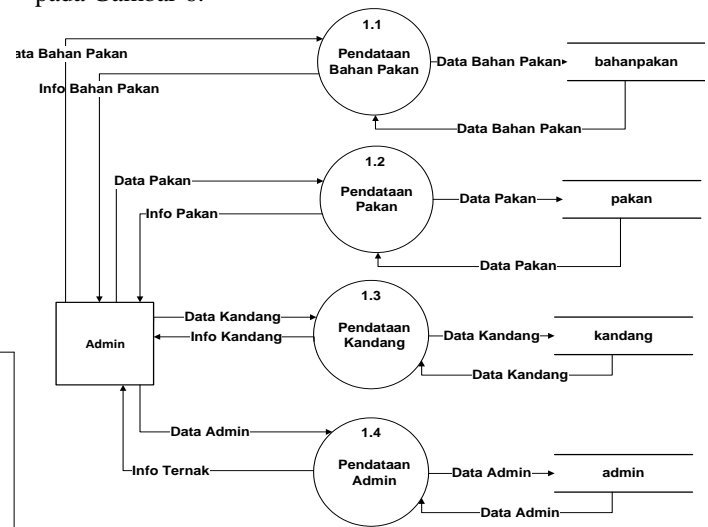 1.1
Pendataan
Bahan Pakan
ata Bahan Pakan
Info Bahan Pakan
Data Bahan Pakan
bahanpakan
Data Bahan Pakan
1.2
Pendataan
Pakan
Data Pakan
Info Pakan
Data Pakan
pakan
Data Pakan
Admin
1.3
Pendataan
Kandang
Data Kandang
Info Kandang
Data Kandang
kandang
Data Kandang
1.4
Pendataan
Admin
Data Admin
Info Ternak
Data Admin
admin
Data Admin